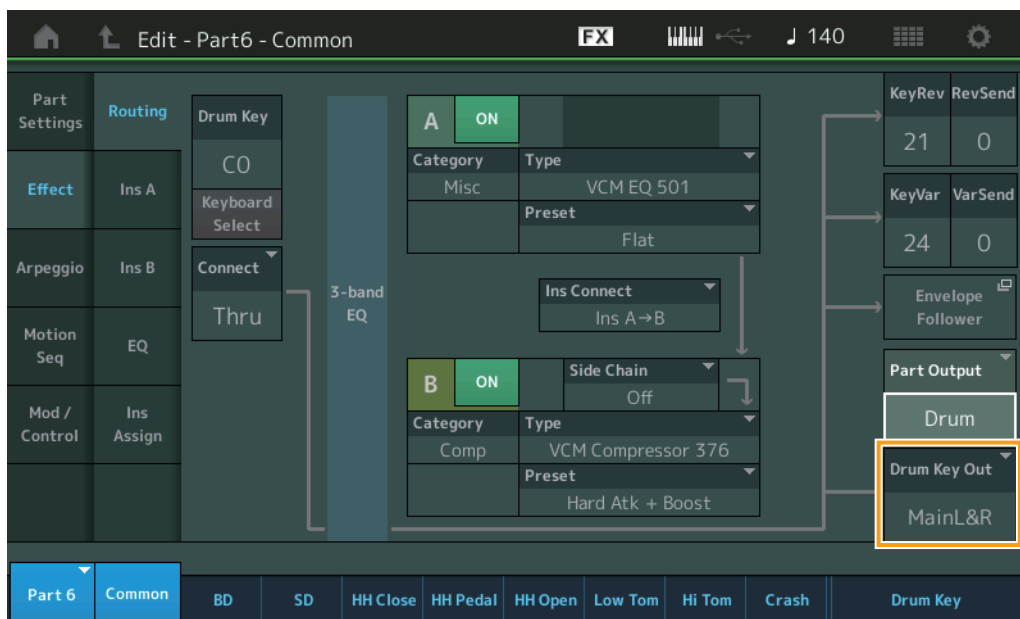 Edit - Part6 - Common
FX
140
Part
Settings
Effect
Arpeggio
Motion
Seq
Mod /
Control
Routing
Ins A
Ins B
EQ
Ins
Assign
Drum Key
C0
Keyboard
Select
Connect
Thru
3-band
EQ
A
ON
Category
Misc
Type
VCM EQ 501
Preset
Flat
Ins Connect
Ins A→B
B
ON
Side Chain
Off
Category
Comp
Type
VCM Compressor 376
Preset
Hard Atk + Boost
KeyRev RevSend
21 0
KeyVar VarSend
24 0
Envelope
Follower
Part Output
Drum
Drum Key Out
MainL&R
Part 6
Common
BD
SD
HH Close
HH Pedal
HH Open
Low Tom
Hi Tom
Crash
Drum Key